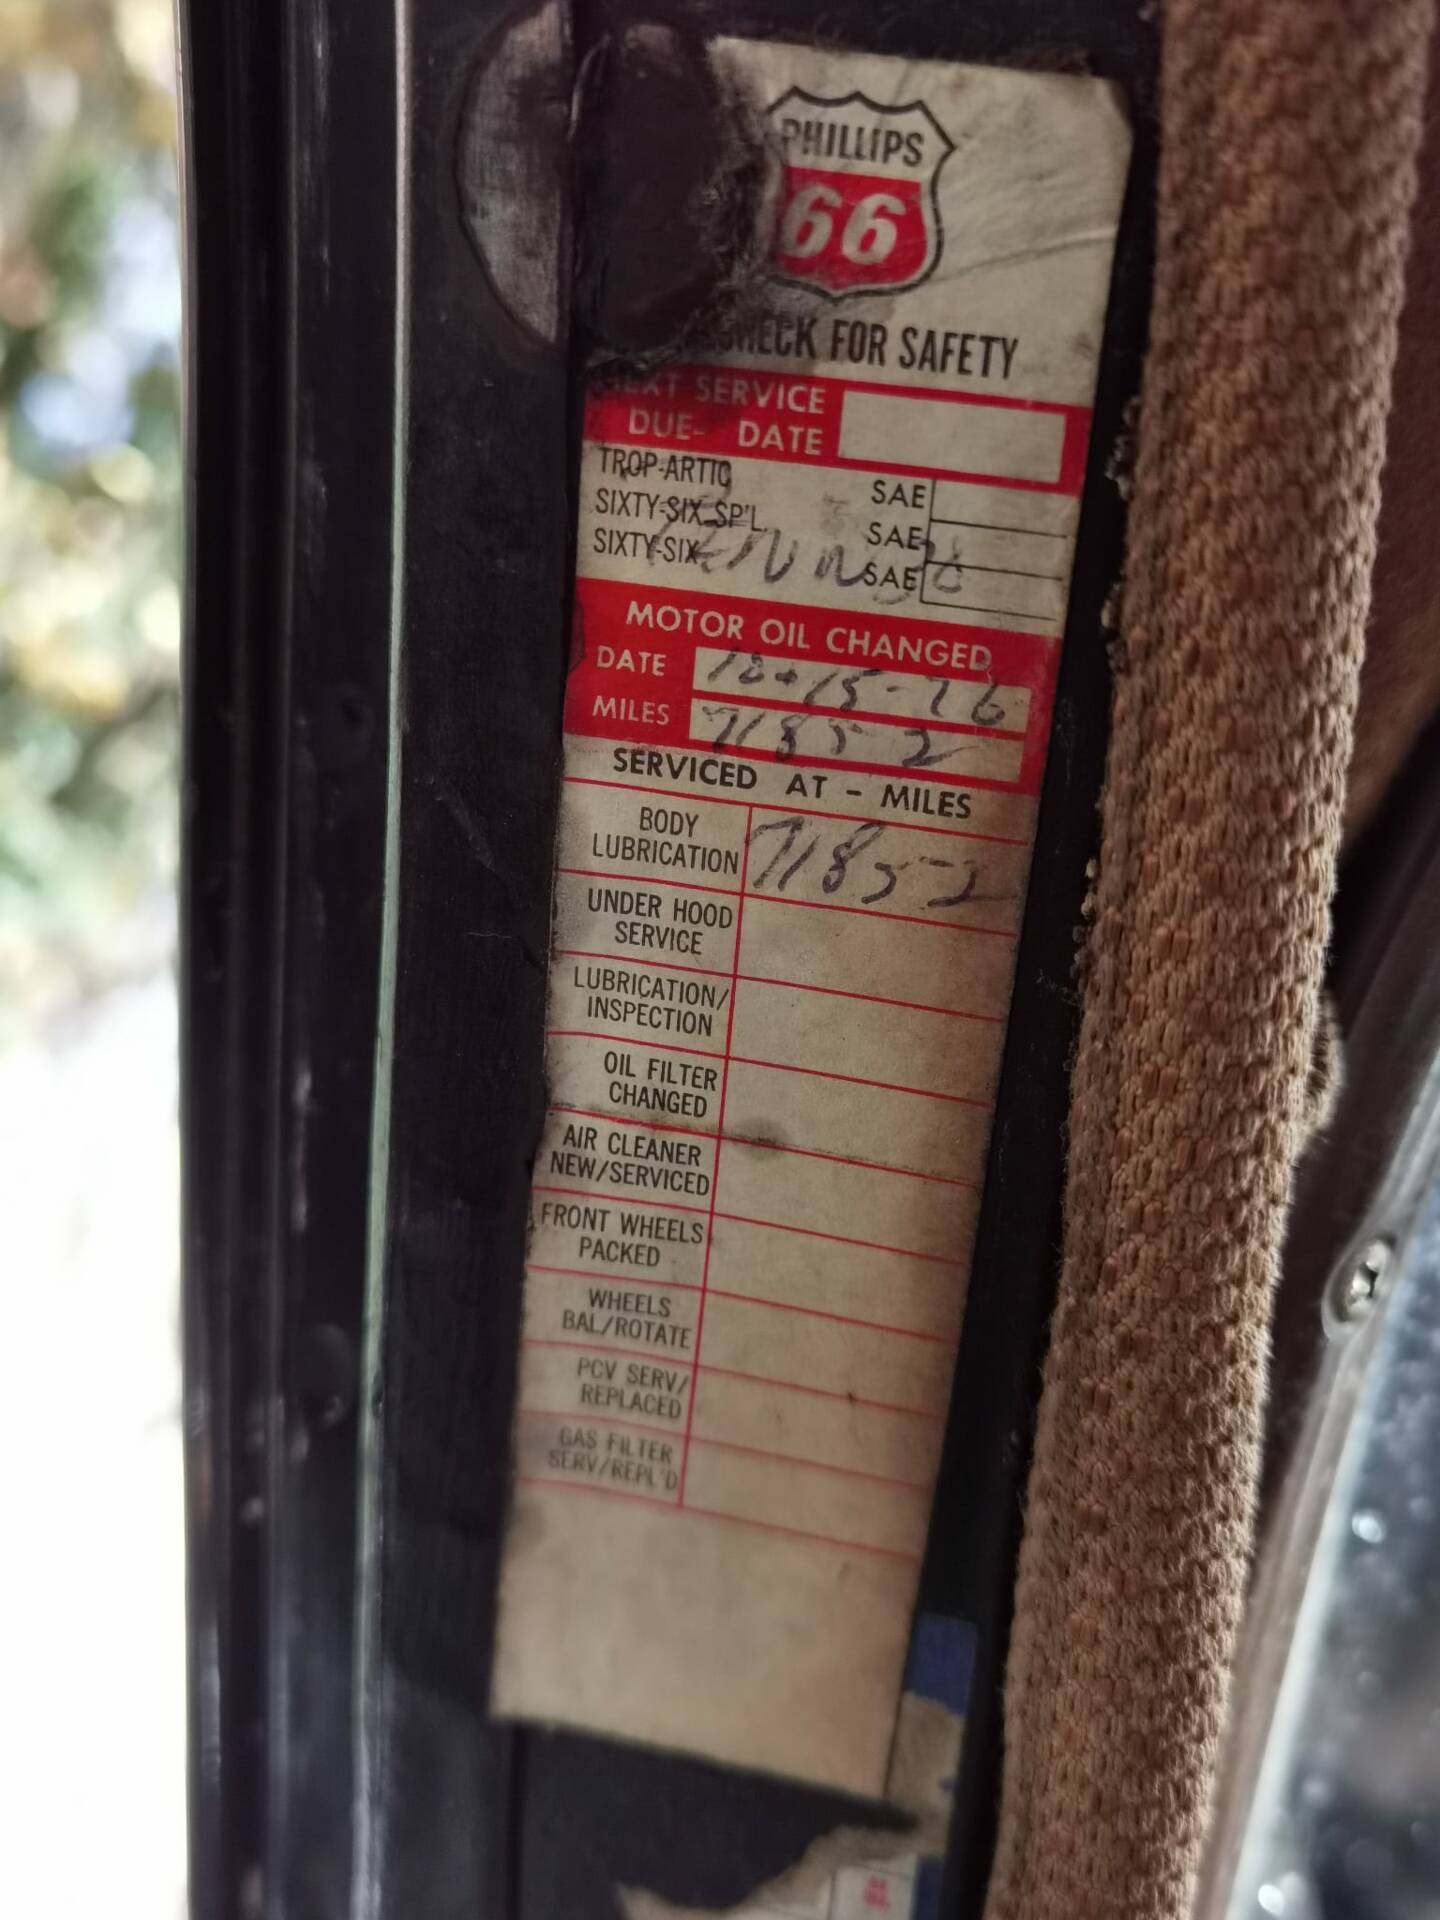 PHILLIPS
66
CHECK FOR SAFETY
NEXT SERVICE
DUE- DATE
TROP-ARTIC SAE
SIXTY-SIX SP'L. SAE
SIXTY-SIX SAE
MOTOR OIL CHANGED
DATE 10-15-76
MILES 71852
SERVICED AT - MILES
BODY
LUBRICATION 71852
UNDER HOOD
SERVICE
LUBRICATION/
INSPECTION
OIL FILTER
CHANGED
AIR CLEANER
NEW/SERVICED
FRONT WHEELS
PACKED
WHEELS
BAL/ROTATE
PCV SERV/
REPLACED
GAS FILTER
SERV/REPL'D